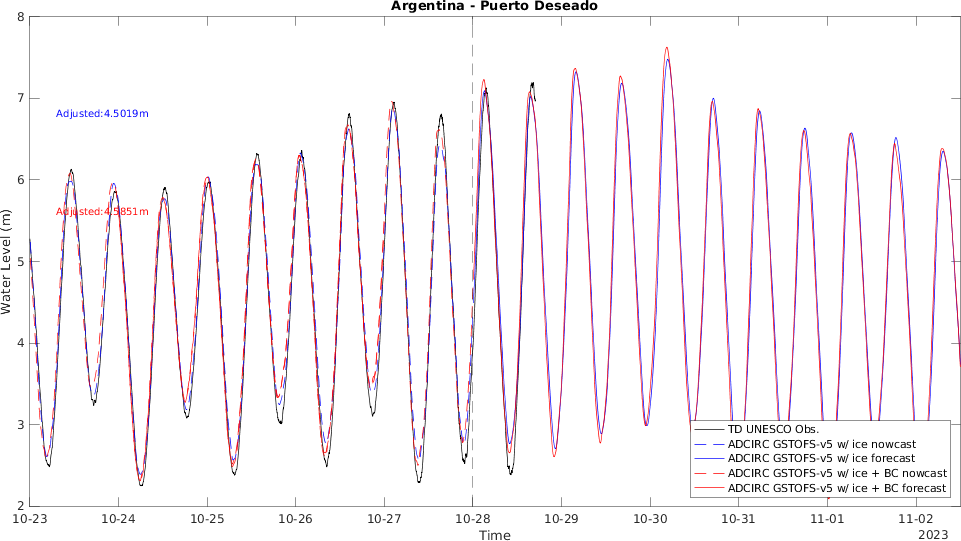 Argentina - Puerto Deseado
8
7
6
5
4
3
2
Water Level (m)
Adjusted:4.5019m
Adjusted:4.5851m
TD UNESCO Obs.
ADCIRC GSTOFS-v5 w/ ice nowcast
ADCIRC GSTOFS-v5 w/ ice forecast
ADCIRC GSTOFS-v5 w/ ice + BC nowcast
ADCIRC GSTOFS-v5 w/ ice + BC forecast
10-23 10-24 10-25 10-26 10-27 10-28 10-29 10-30 10-31 11-01 11-02
Time
2023